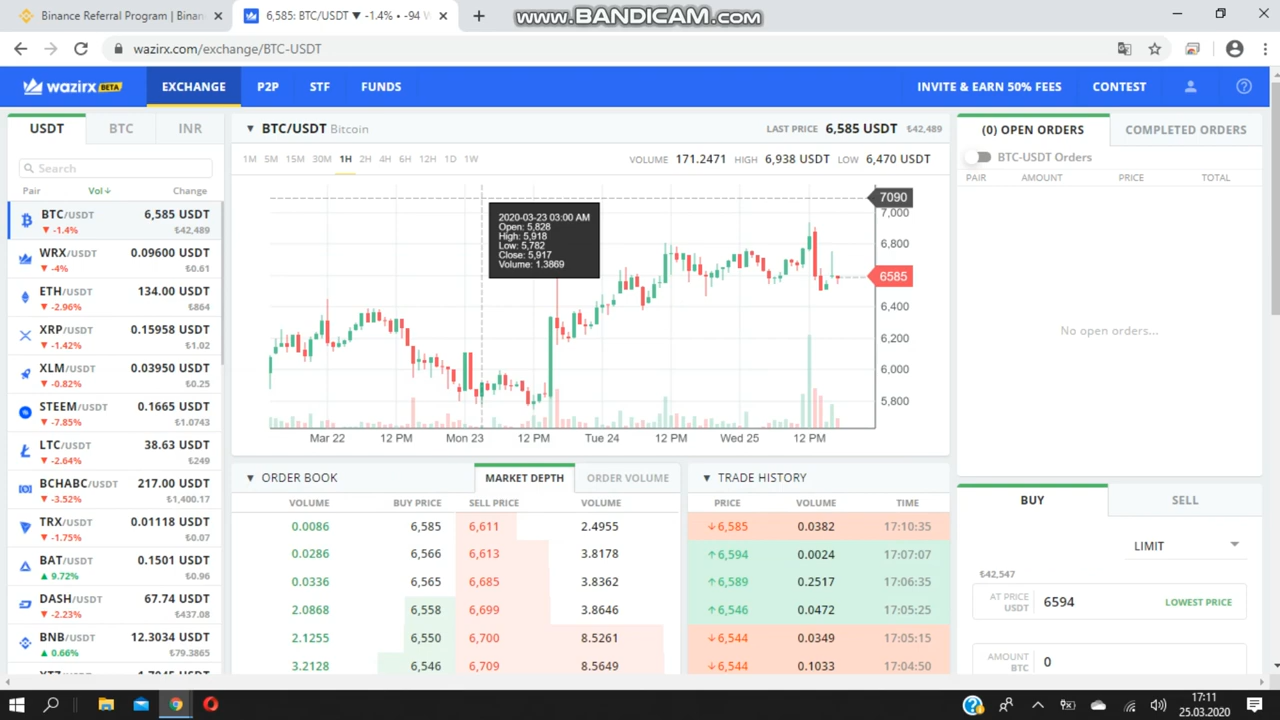 Binance Referral Program | Binan
6,585: BTC/USDT ▼ -1.4% • -94 W
www.BANDICAM.com
wazirx.com/exchange/BTC-USDT
wazirx BETA
EXCHANGE
P2P
STF
FUNDS
INVITE & EARN 50% FEES
CONTEST
USDT
BTC
INR
Search
Pair
Vol↓
Change
BTC/USDT 6,585 USDT
▼ -1.4% ₺42,489
WRX/USDT 0.09600 USDT
▼ -4% ₺0.61
ETH/USDT 134.00 USDT
▼ -2.96% ₺864
XRP/USDT 0.15958 USDT
▼ -1.42% ₺1.02
XLM/USDT 0.03950 USDT
▼ -0.82% ₺0.25
STEEM/USDT 0.1665 USDT
▼ -7.85% ₺1.0743
LTC/USDT 38.63 USDT
▼ -2.64% ₺249
BCHABC/USDT 217.00 USDT
▼ -3.52% ₺1,400.17
TRX/USDT 0.01118 USDT
▼ -1.75% ₺0.07
BAT/USDT 0.1501 USDT
▲ 9.72% ₺0.96
DASH/USDT 67.74 USDT
▼ -2.23% ₺437.08
BNB/USDT 12.3034 USDT
▲ 0.66% ₺79.3865
▼ BTC/USDT Bitcoin
LAST PRICE 6,585 USDT ₺42,489
1M 5M 15M 30M 1H 2H 4H 6H 12H 1D 1W
VOLUME 171.2471 HIGH 6,938 USDT LOW 6,470 USDT
2020-03-23 03:00 AM
Open: 5,828
High: 5,918
Low: 5,782
Close: 5,917
Volume: 1.3869
7090
7,000
6,800
6585
6,400
6,200
6,000
5,800
Mar 22 12 PM Mon 23 12 PM Tue 24 12 PM Wed 25 12 PM
▼ ORDER BOOK
MARKET DEPTH
ORDER VOLUME
VOLUME BUY PRICE SELL PRICE VOLUME
0.0086 6,585 6,611 2.4955
0.0286 6,566 6,613 3.8178
0.0336 6,565 6,685 3.8362
2.0868 6,558 6,699 3.8646
2.1255 6,550 6,700 8.5261
3.2128 6,546 6,709 8.5649
▼ TRADE HISTORY
PRICE VOLUME TIME
↓6,585 0.0382 17:10:35
↑6,594 0.0024 17:07:07
↑6,589 0.2517 17:06:35
↑6,546 0.0472 17:05:25
↓6,544 0.0349 17:05:15
↓6,544 0.1033 17:04:50
(0) OPEN ORDERS
COMPLETED ORDERS
BTC-USDT Orders
PAIR AMOUNT PRICE TOTAL
No open orders...
BUY
SELL
LIMIT
₺42,547
AT PRICE
USDT
6594
LOWEST PRICE
AMOUNT
BTC
0
17:11
25.03.2020